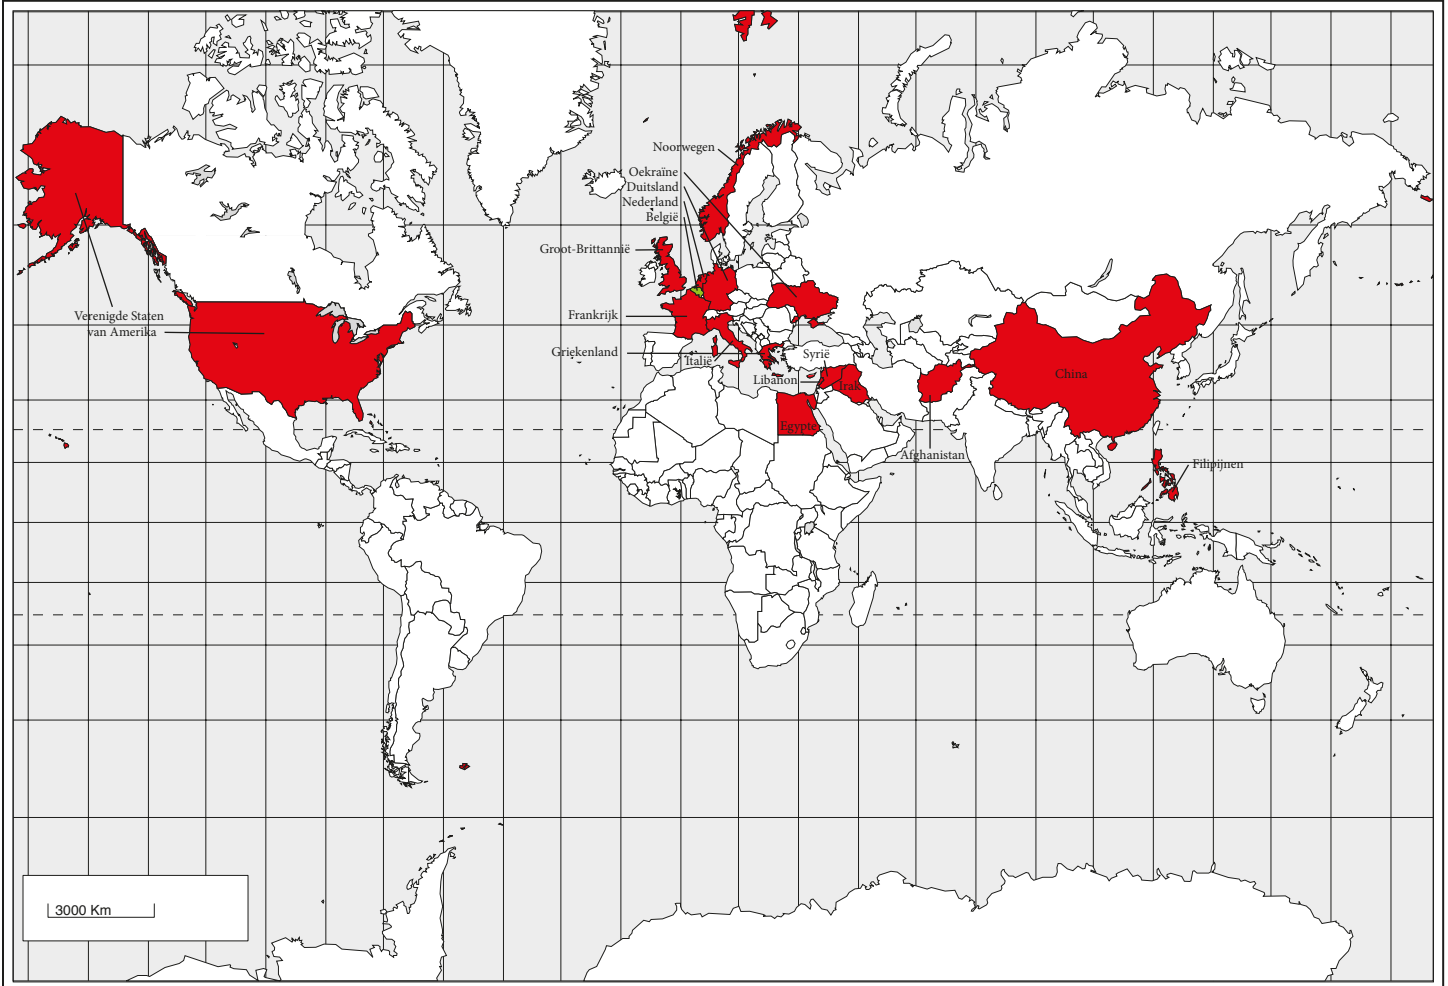 Noorwegen
Oekraïne
Duitsland
Nederland
België
Groot-Brittannië
Verenigde Staten
van Amerika
Frankrijk
Griekenland
Italië
Syrië
Libanon
Irak
China
Egypte
Afghanistan
Filipijnen
3000 Km